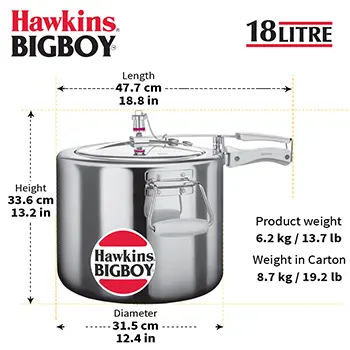 Hawkins
BIGBOY®
18 LITRE
Length
47.7 cm
18.8 in
Height
33.6 cm
13.2 in
Hawkins
BIGBOY
Product weight
6.2 kg / 13.7 lb
Weight in Carton
8.7 kg / 19.2 lb
Diameter
31.5 cm
12.4 in